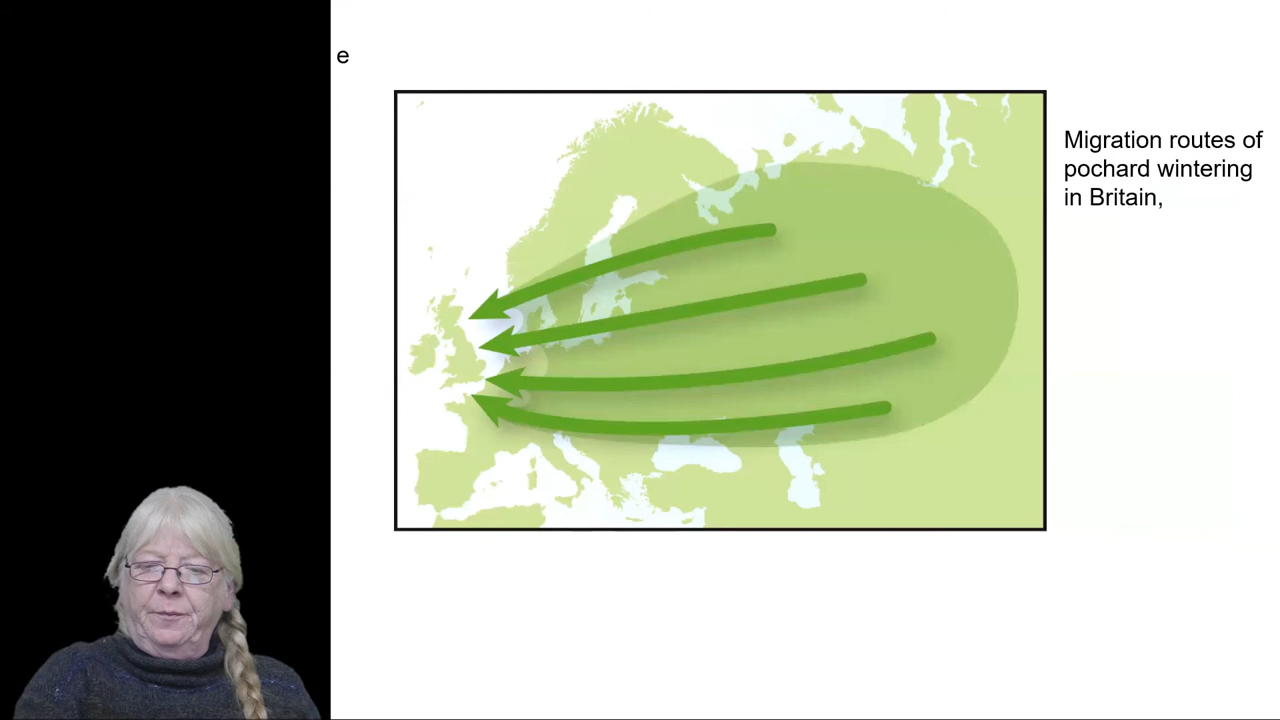 e
Migration routes of
pochard wintering
in Britain,